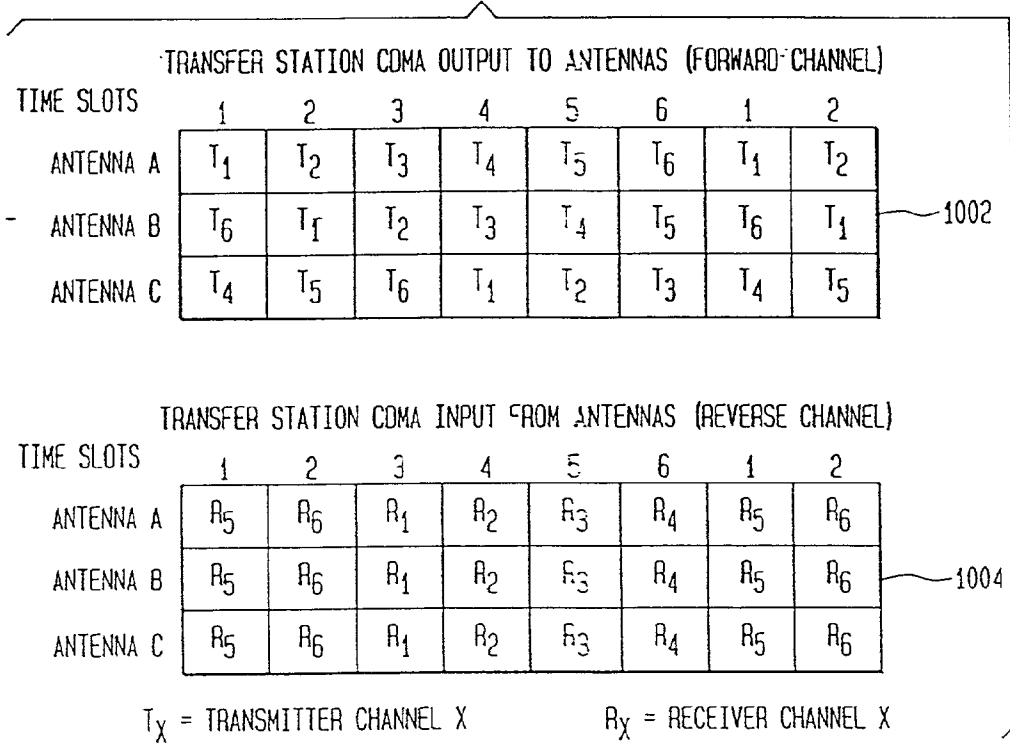 TRANSFER STATION CDMA OUTPUT TO ANTENNAS (FORWARD-CHANNEL)
TIME SLOTS 1 2 3 4 5 6 1 2
ANTENNA A T1 T2 T3 T4 T5 T6 T1 T2
ANTENNA B T6 T1 T2 T3 T4 T5 T6 T1
1002
ANTENNA C T4 T5 T6 T1 T2 T3 T4 T5
TRANSFER STATION CDMA INPUT FROM ANTENNAS (REVERSE CHANNEL)
TIME SLOTS 1 2 3 4 5 6 1 2
ANTENNA A R5 R6 R1 R2 R3 R4 R5 R6
ANTENNA B R5 R6 R1 R2 R3 R4 R5 R6
1004
ANTENNA C R5 R6 R1 R2 R3 R4 R5 R6
TX = TRANSMITTER CHANNEL X RX = RECEIVER CHANNEL X